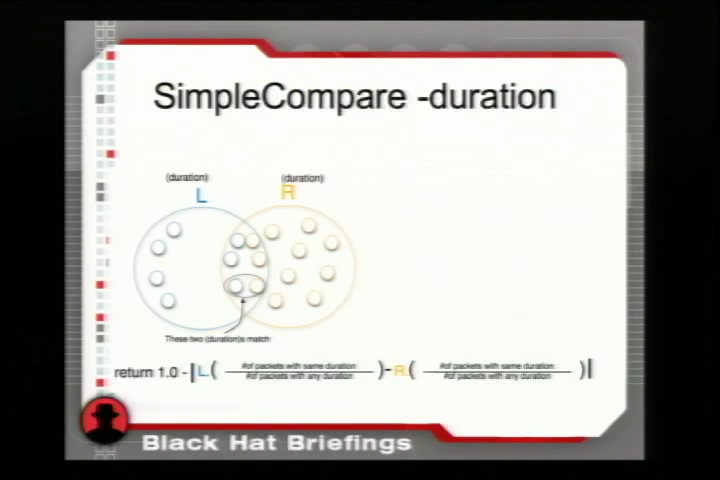 SimpleCompare -duration
(duration) (duration)
L R
These two (duration)s match
#of packets with same duration #of packets with same duration
return 1.0 - | L ( )- R ( )|
#of packets with any duration #of packets with any duration
Black Hat Briefings